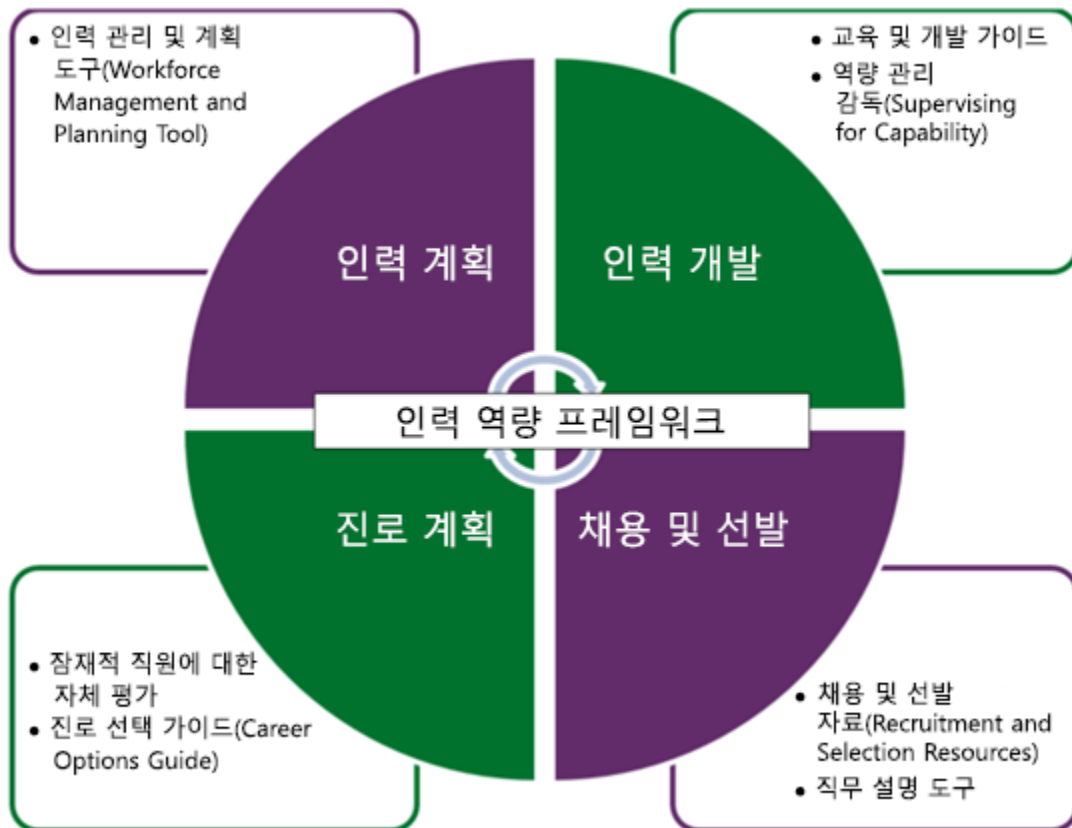 • 인력 관리 및 계획
도구(Workforce
Management and
Planning Tool)
• 교육 및 개발 가이드
• 역량 관리
감독(Supervising
for Capability)
인력 계획
인력 개발
인력 역량 프레임워크
진로 계획
채용 및 선발
• 잠재적 직원에 대한
자체 평가
• 진로 선택 가이드(Career
Options Guide)
• 채용 및 선발
자료(Recruitment and
Selection Resources)
• 직무 설명 도구